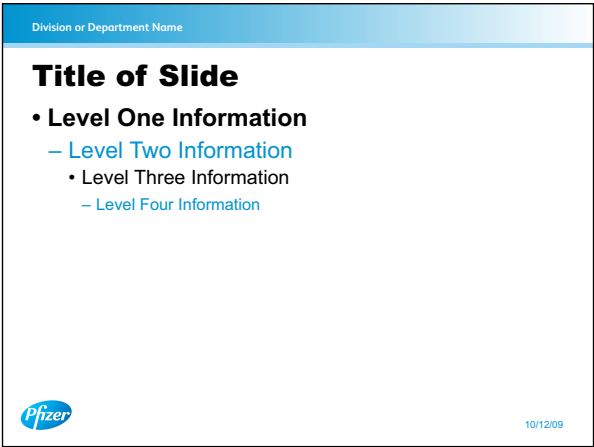 Division or Department Name
Title of Slide
• Level One Information
– Level Two Information
• Level Three Information
– Level Four Information
Pfizer
10/12/09